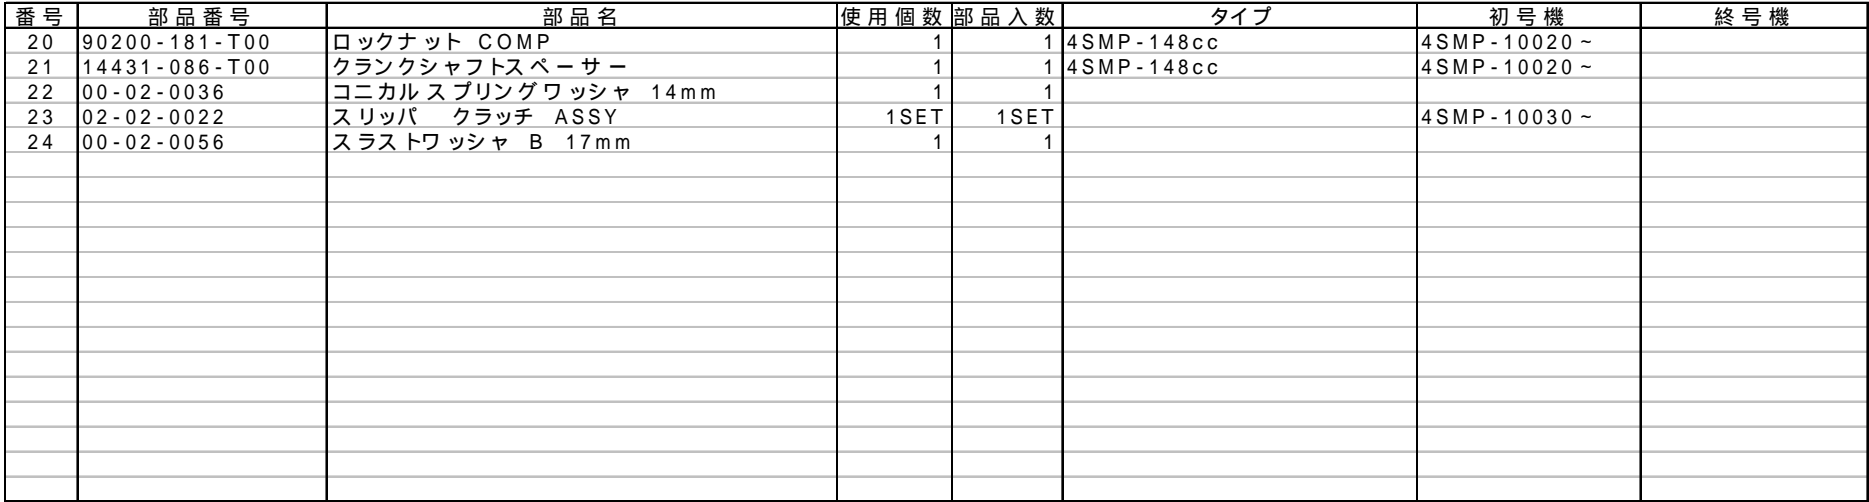 番号 部品番号 部品名 使用個数 部品入数 タイプ 初号機 終号機
20 90200-181-T00 ロックナット COMP 1 1 4SMP-148cc 4SMP-10020~
21 14431-086-T00 クランクシャフトスペーサー 1 1 4SMP-148cc 4SMP-10020~
22 00-02-0036 コニカルスプリングワッシャ 14mm 1 1
23 02-02-0022 スリッパ クラッチ ASSY 1SET 1SET 4SMP-10030~
24 00-02-0056 スラストワッシャ B 17mm 1 1